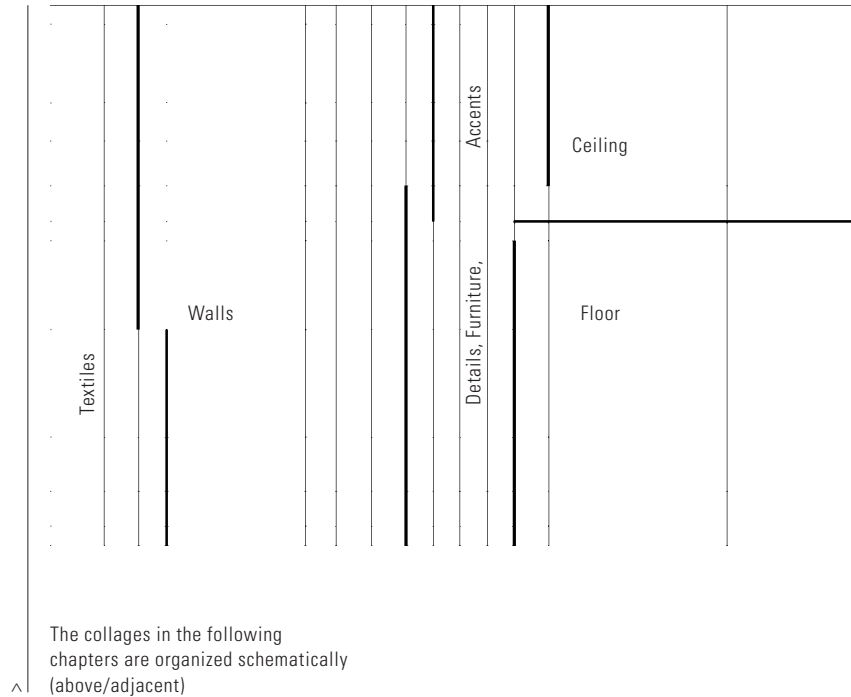 Textiles
Walls
Details, Furniture,
Accents
Ceiling
Floor
The collages in the following
chapters are organized schematically
(above/adjacent)